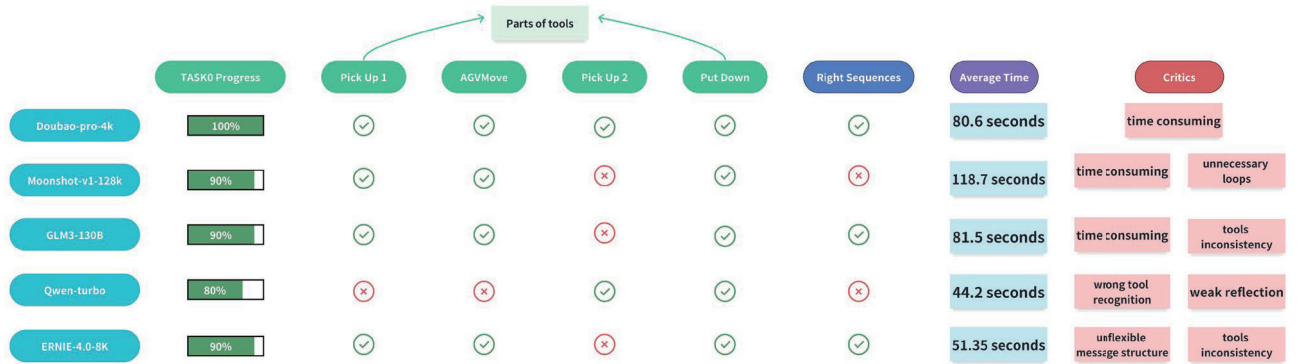 Parts of tools
TASK0 Progress Pick Up 1 AGVMove Pick Up 2 Put Down Right Sequences Average Time Critics
Doubao-pro-4k 100% 80.6 seconds time consuming
Moonshot-v1-128k 90% 118.7 seconds time consuming unnecessary loops
GLM3-130B 90% 81.5 seconds time consuming tools inconsistency
Qwen-turbo 80% 44.2 seconds wrong tool recognition weak reflection
ERNIE-4.0-8K 90% 51.35 seconds unflexible message structure tools inconsistency